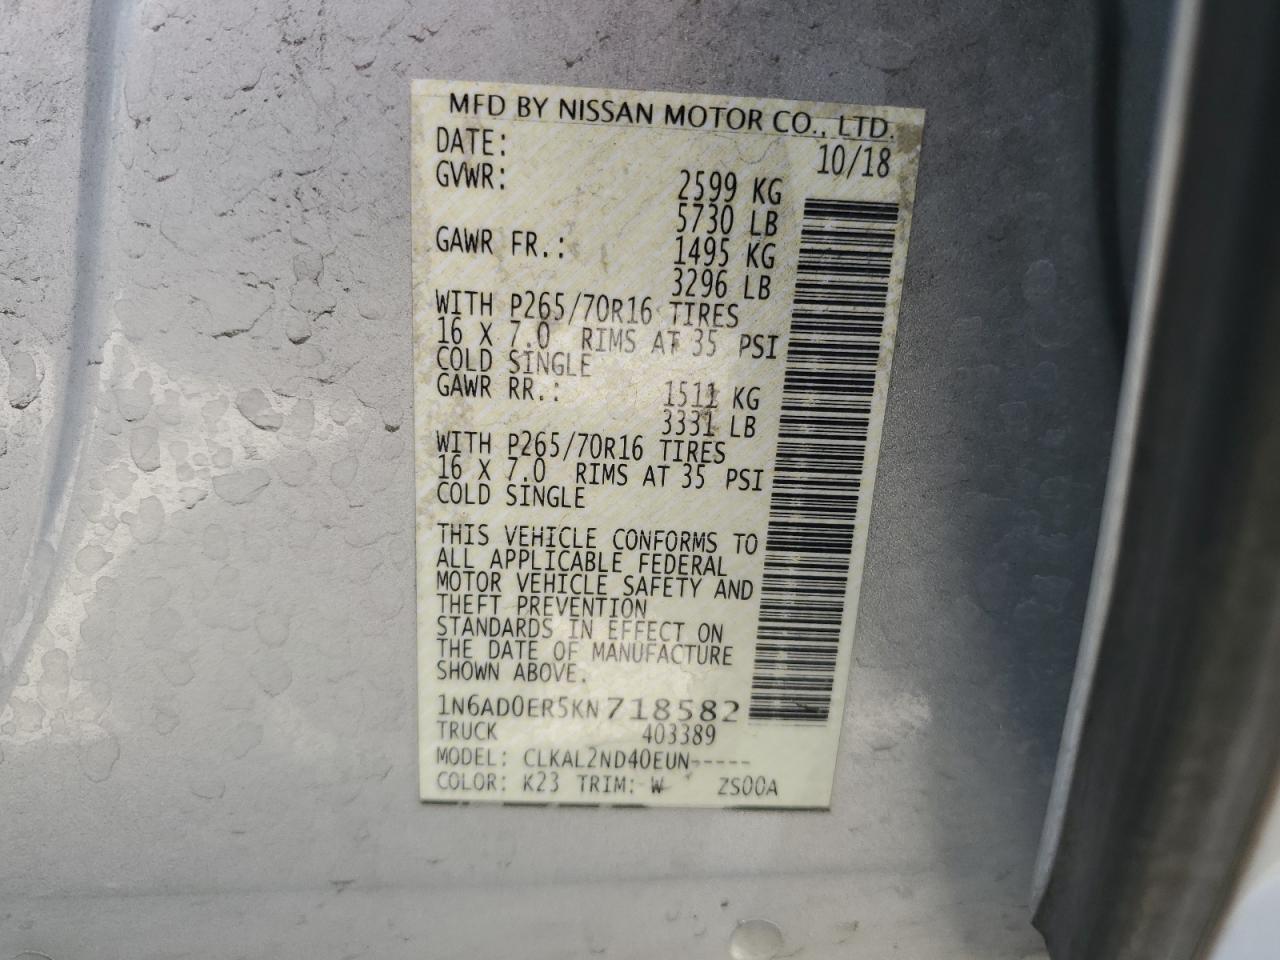 MFD BY NISSAN MOTOR CO., LTD.
DATE: 10/18
GVWR: 2599 KG
5730 LB
GAWR FR.: 1495 KG
3296 LB
WITH P265/70R16 TIRES
16 X 7.0 RIMS AT 35 PSI
COLD SINGLE
GAWR RR.: 1511 KG
3331 LB
WITH P265/70R16 TIRES
16 X 7.0 RIMS AT 35 PSI
COLD SINGLE
THIS VEHICLE CONFORMS TO
ALL APPLICABLE FEDERAL
MOTOR VEHICLE SAFETY AND
THEFT PREVENTION
STANDARDS IN EFFECT ON
THE DATE OF MANUFACTURE
SHOWN ABOVE.
1N6AD0ER5KN718582
TRUCK 403389
MODEL: CLKAL2ND40EUN-----
COLOR: K23 TRIM: W ZS00A